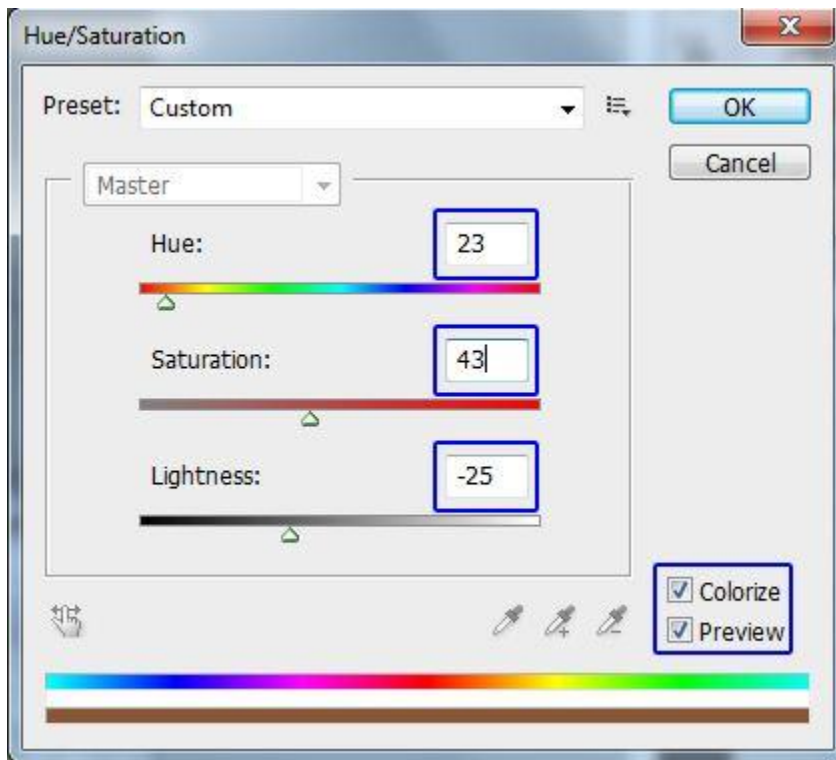 Hue/Saturation
Preset: Custom
OK
Cancel
Master
Hue: 23
Saturation: 43
Lightness: -25
Colorize
Preview